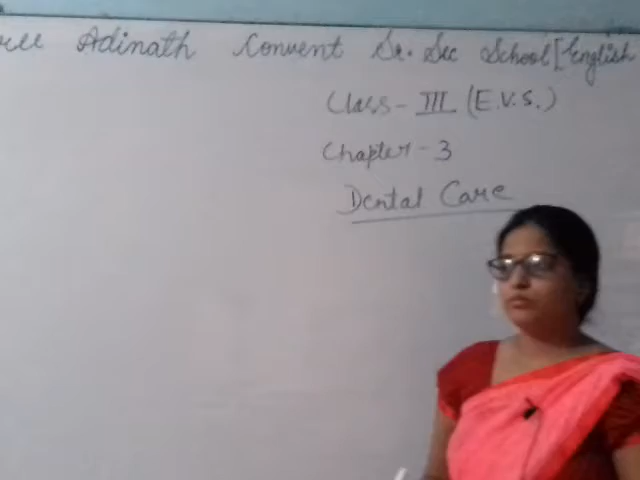 Adinath Convent Sr. Sec School [English
Class - III (E.V.S.)
Chapter - 3
Dental Care